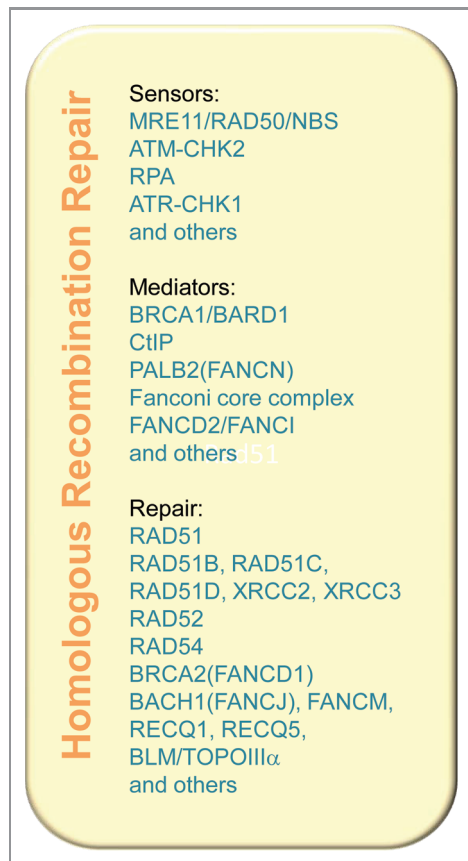 Homologous Recombination Repair
Sensors:
MRE11/RAD50/NBS
ATM-CHK2
RPA
ATR-CHK1
and others
Mediators:
BRCA1/BARD1
CtIP
PALB2(FANCN)
Fanconi core complex
FANCD2/FANCI
and others
Rad51
Repair:
RAD51
RAD51B, RAD51C,
RAD51D, XRCC2, XRCC3
RAD52
RAD54
BRCA2(FANCD1)
BACH1(FANCJ), FANCM,
RECQ1, RECQ5,
BLM/TOPOIIIα
and others